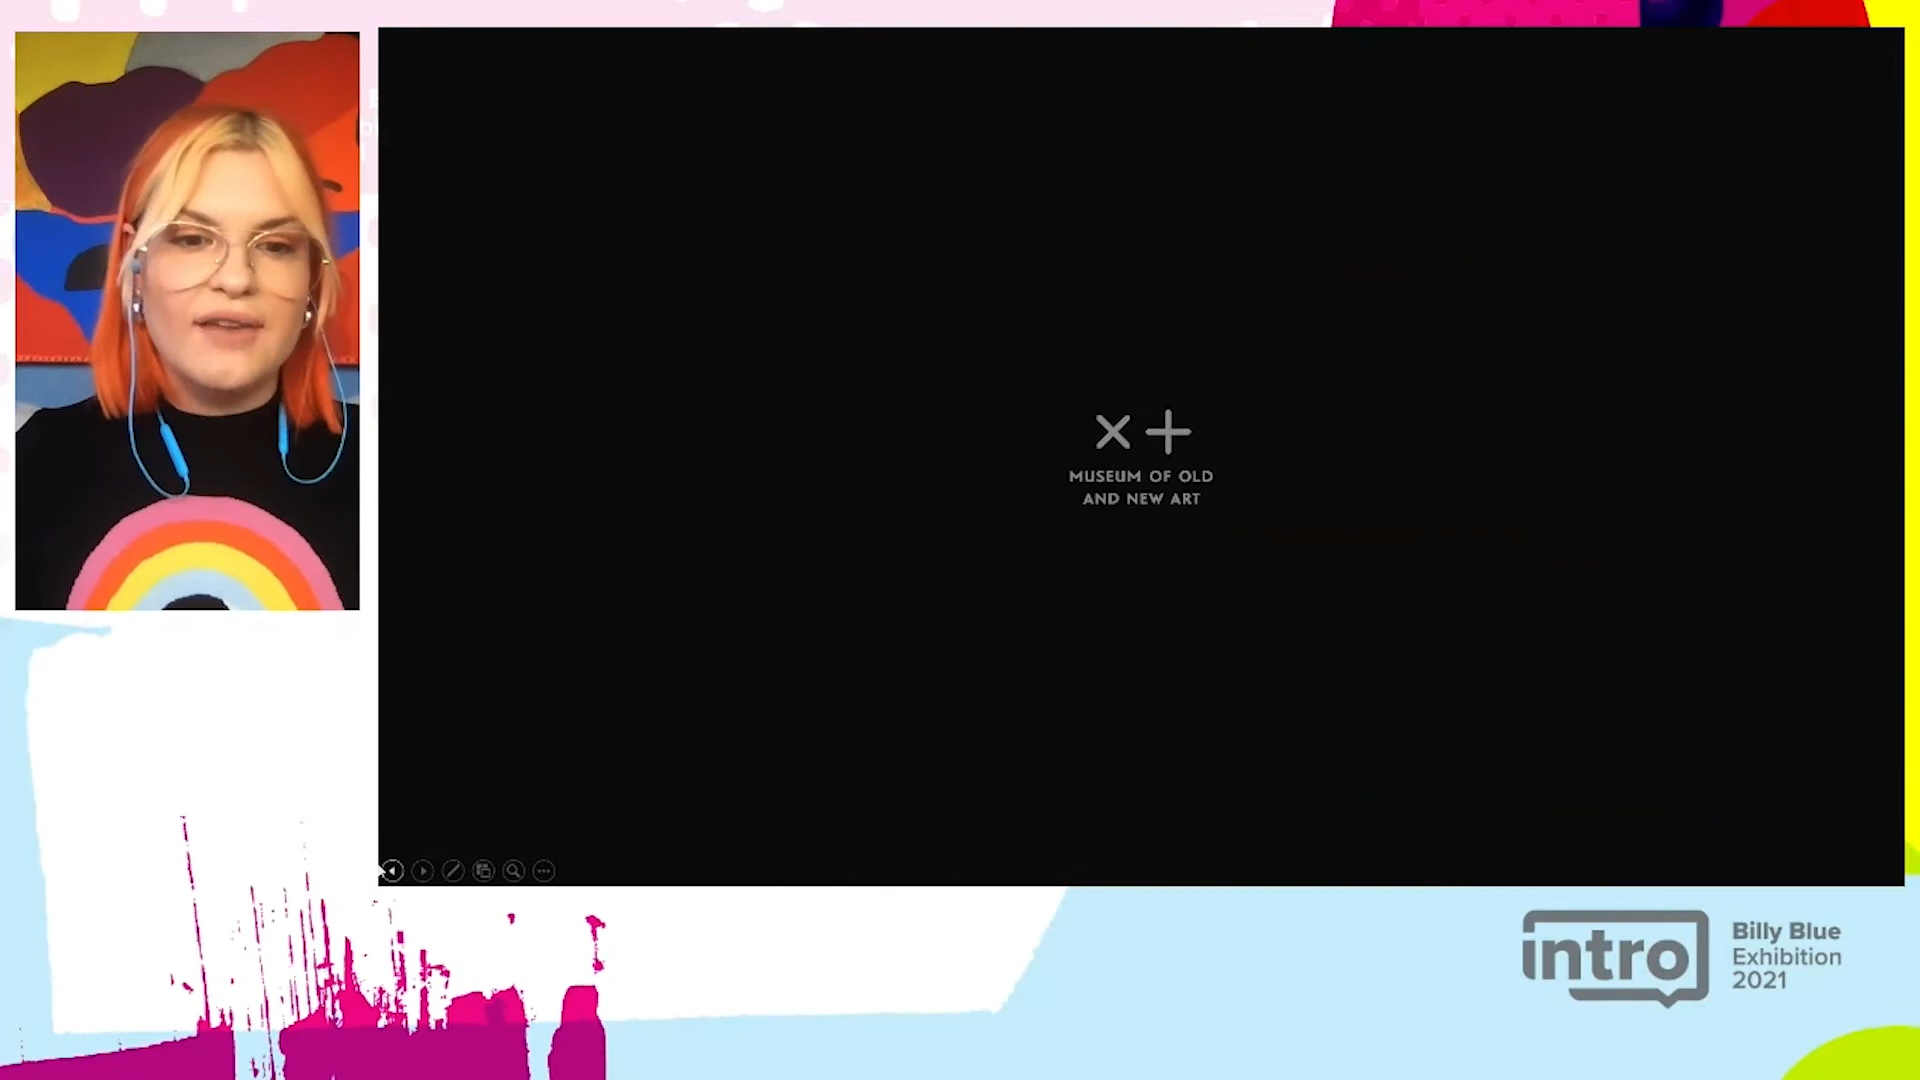 MUSEUM OF OLD
AND NEW ART
intro
Billy Blue
Exhibition
2021